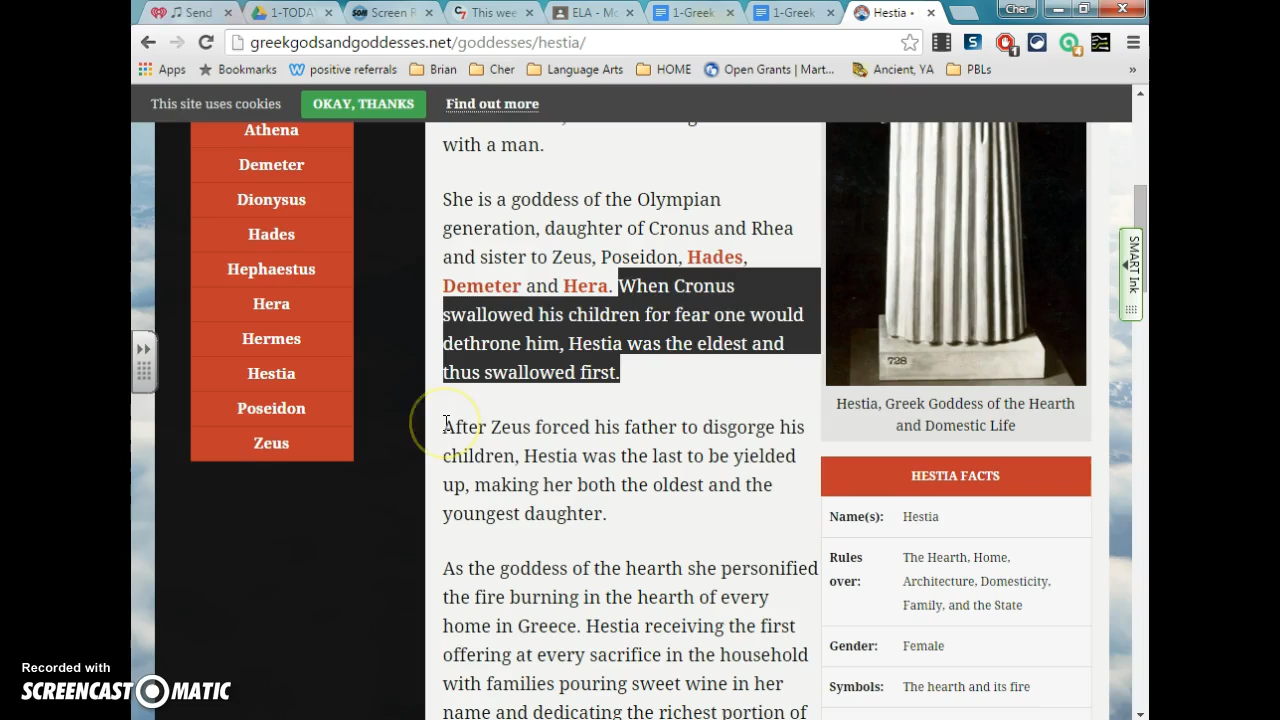 Send
1-TODA
Screen R
This wee
ELA - Mo
1-Greek
1-Greek
Hestia •
Cher
greekgodsandgoddesses.net/goddesses/hestia/
Apps
Bookmarks
positive referrals
Brian
Cher
Language Arts
HOME
Open Grants | Mart...
Ancient, YA
PBLs
»
This site uses cookies
OKAY, THANKS
Find out more
Athena
Demeter
Dionysus
Hades
Hephaestus
Hera
Hermes
Hestia
Poseidon
Zeus
with a man.
She is a goddess of the Olympian
generation, daughter of Cronus and Rhea
and sister to Zeus, Poseidon, Hades,
Demeter and Hera. When Cronus
swallowed his children for fear one would
dethrone him, Hestia was the eldest and
thus swallowed first.
After Zeus forced his father to disgorge his
children, Hestia was the last to be yielded
up, making her both the oldest and the
youngest daughter.
As the goddess of the hearth she personified
the fire burning in the hearth of every
home in Greece. Hestia receiving the first
offering at every sacrifice in the household
with families pouring sweet wine in her
name and dedicating the richest portion of
728
Hestia, Greek Goddess of the Hearth
and Domestic Life
HESTIA FACTS
Name(s): Hestia
Rules The Hearth, Home,
over: Architecture, Domesticity,
Family, and the State
Gender: Female
Symbols: The hearth and its fire
SMART Ink
Recorded with
SCREENCAST-O-MATIC